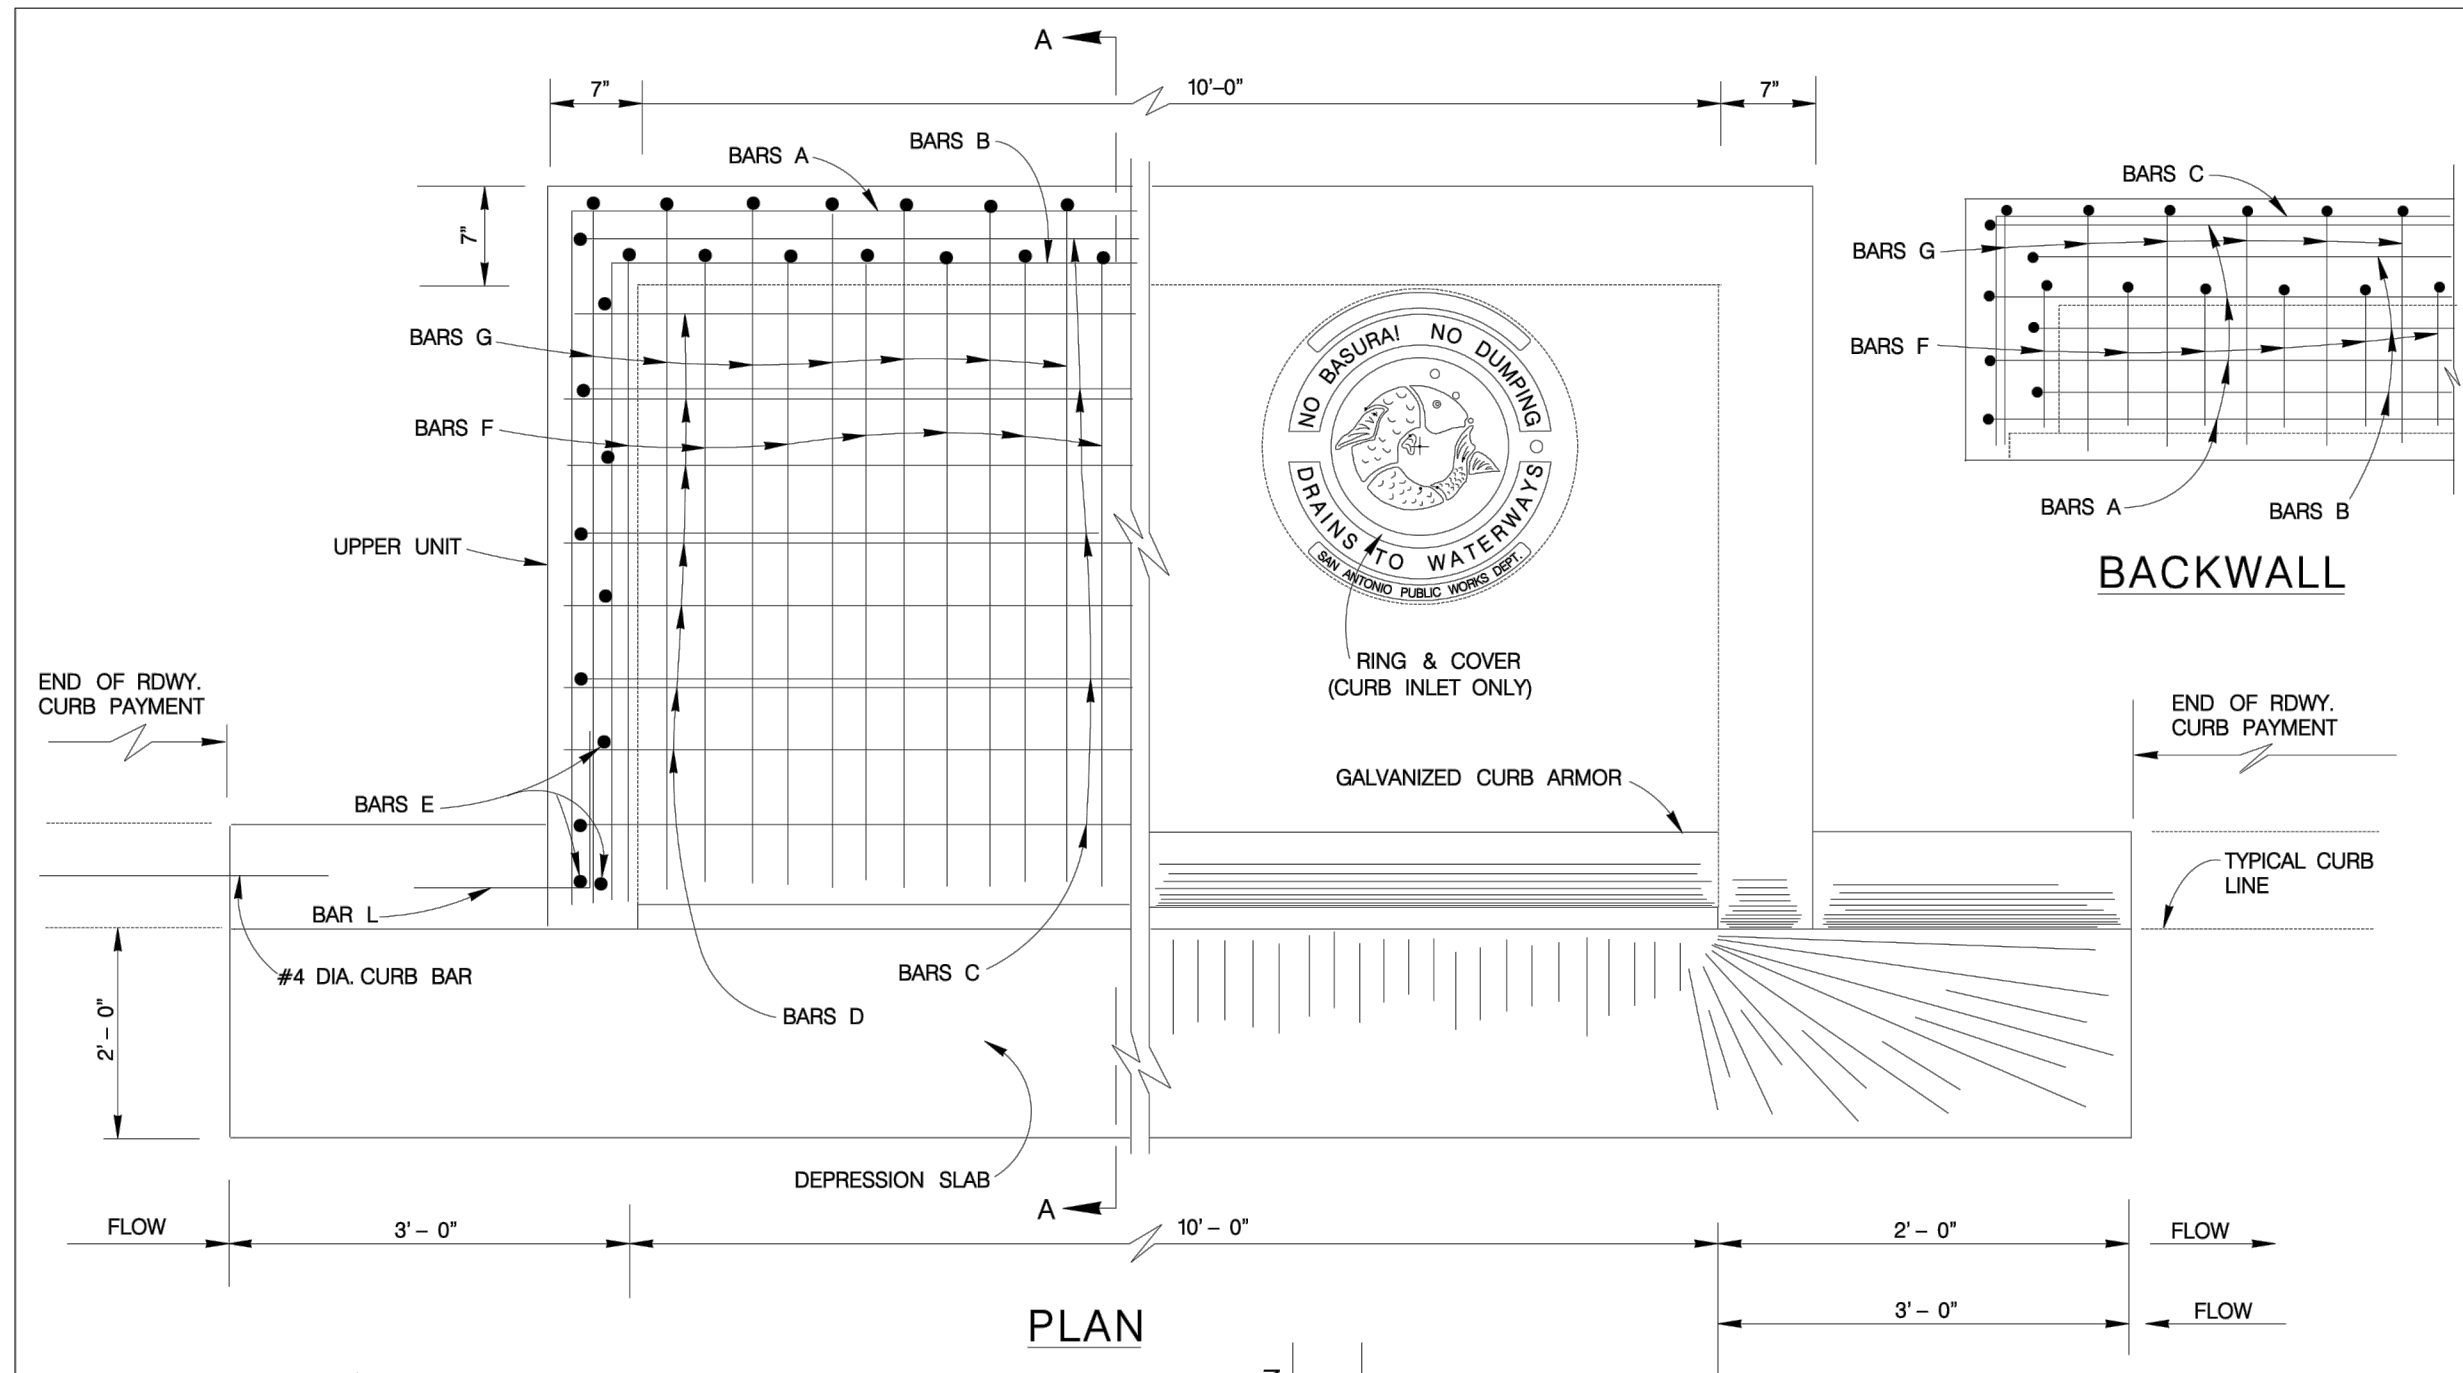 A
7"
10'-0"
7"
BARS A
BARS B
BARS C
7"
BARS G
BARS G
BARS F
BARS F
NO BASURA! NO DUMPING
DRAINS TO WATERWAYS
SAN ANTONIO PUBLIC WORKS DEPT.
UPPER UNIT
BARS A
BARS B
BACKWALL
RING & COVER
(CURB INLET ONLY)
END OF RDWY.
CURB PAYMENT
END OF RDWY.
CURB PAYMENT
GALVANIZED CURB ARMOR
BARS E
TYPICAL CURB
LINE
BAR L
#4 DIA. CURB BAR
BARS C
BARS D
2' - 0"
DEPRESSION SLAB
A
FLOW
3' - 0"
10' - 0"
2' - 0"
FLOW
3' - 0"
FLOW
PLAN